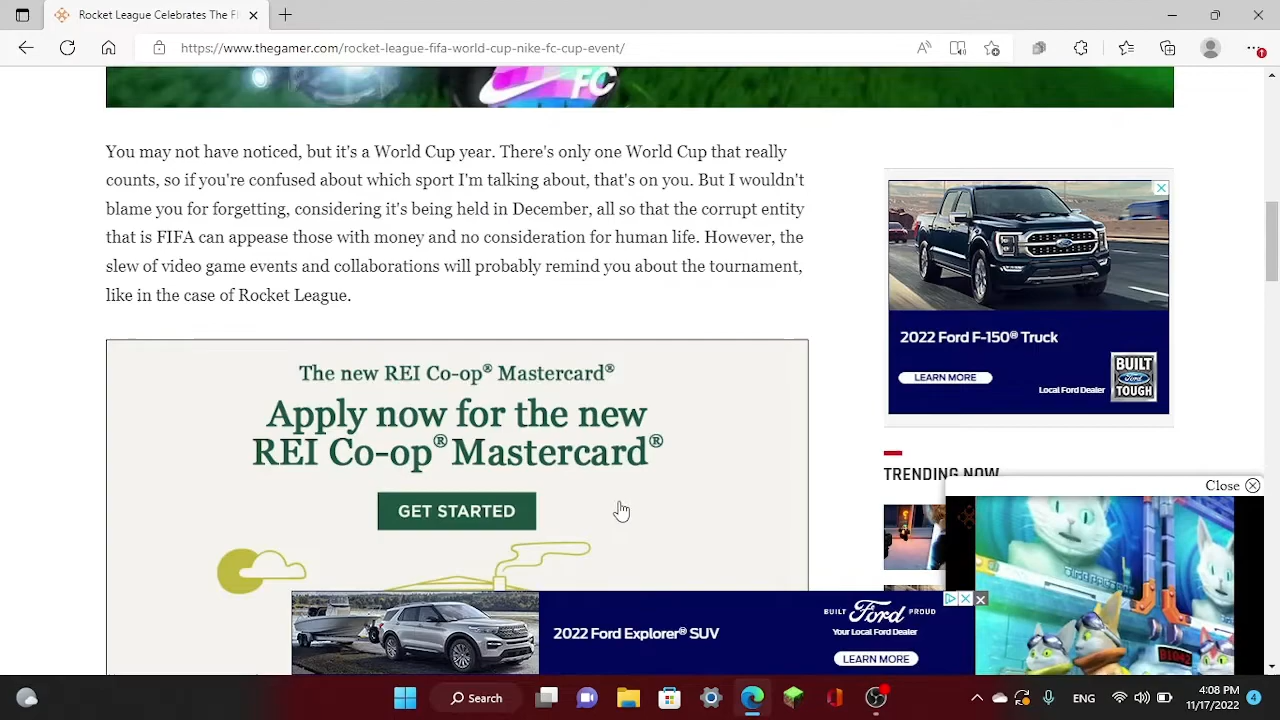 Rocket League Celebrates The F
https://www.thegamer.com/rocket-league-fifa-world-cup-nike-fc-cup-event/
FC
You may not have noticed, but it's a World Cup year. There's only one World Cup that really
counts, so if you're confused about which sport I'm talking about, that's on you. But I wouldn't
blame you for forgetting, considering it's being held in December, all so that the corrupt entity
that is FIFA can appease those with money and no consideration for human life. However, the
slew of video game events and collaborations will probably remind you about the tournament,
like in the case of Rocket League.
The new REI Co-op® Mastercard®
Apply now for the new
REI Co-op® Mastercard®
GET STARTED
2022 Ford F-150® Truck
LEARN MORE
BUILT
Ford
TOUGH
Local Ford Dealer
TRENDING NOW
Close
B1042
2022 Ford Explorer® SUV
BUILT Ford PROUD
Your Local Ford Dealer
LEARN MORE
Search
ENG
4:08 PM
11/17/2022
4